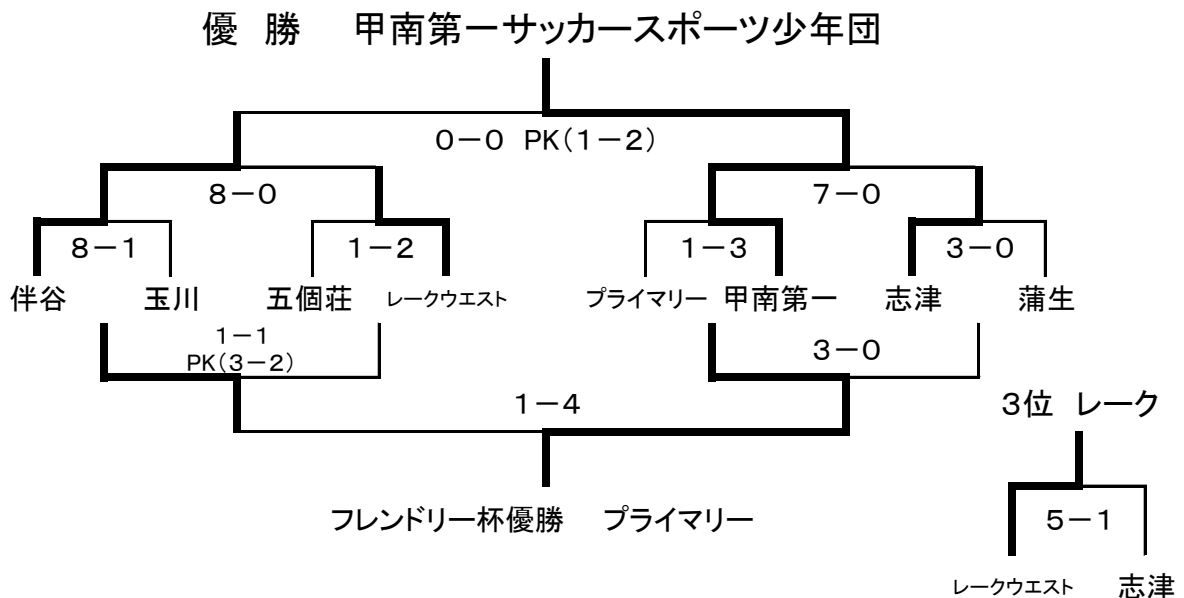 優 勝　甲南第一サッカースポーツ少年団
０－０ PK（１－２）
８－０　７－０
８－１　１－２　１－３　３－０
伴谷　玉川　五個荘　レークウエスト　プライマリー　甲南第一　志津　蒲生
１－１
PK（３－２）
３－０
１－４
３位　レーク
フレンドリー杯優勝　プライマリー
５－１
レークウエスト　志津